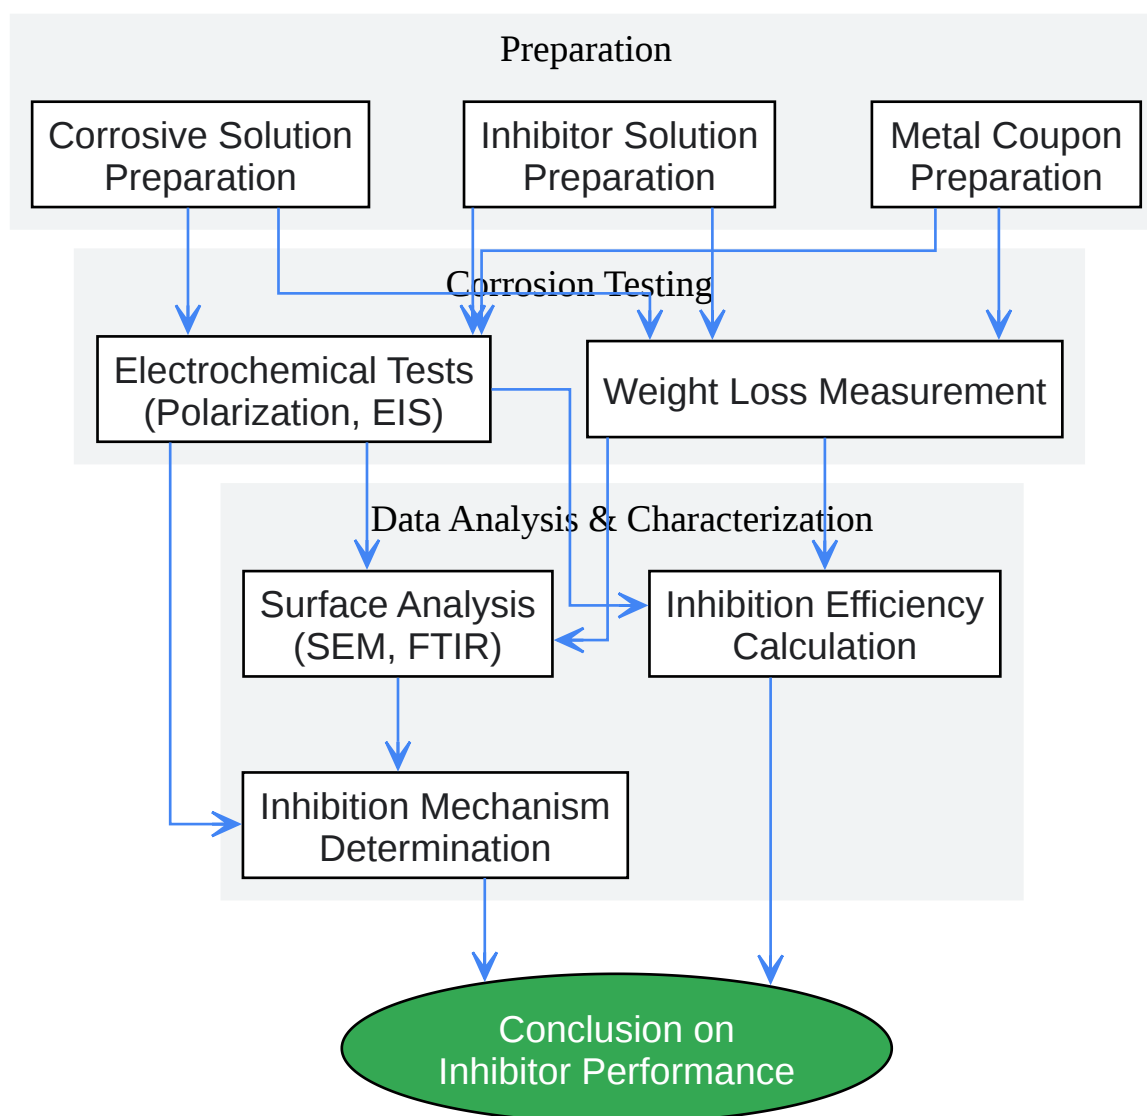 Preparation
Corrosive Solution
Preparation
Inhibitor Solution
Preparation
Metal Coupon
Preparation
Corrosion Testing
Electrochemical Tests
(Polarization, EIS)
Weight Loss Measurement
Data Analysis & Characterization
Surface Analysis
(SEM, FTIR)
Inhibition Efficiency
Calculation
Inhibition Mechanism
Determination
Conclusion on
Inhibitor Performance